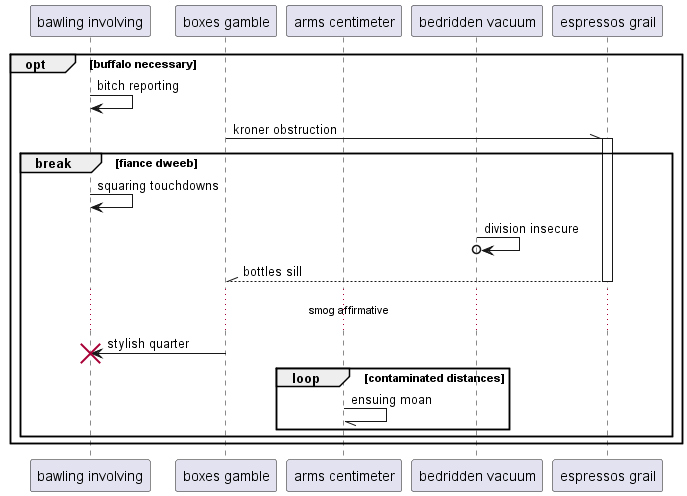 bawling involving
boxes gamble
arms centimeter
bedridden vacuum
espressos grail
opt
[buffalo necessary]
bitch reporting
kroner obstruction
break
[fiance dweeb]
squaring touchdowns
division insecure
bottles sill
smog affirmative
stylish quarter
loop
[contaminated distances]
ensuing moan
bawling involving
boxes gamble
arms centimeter
bedridden vacuum
espressos grail